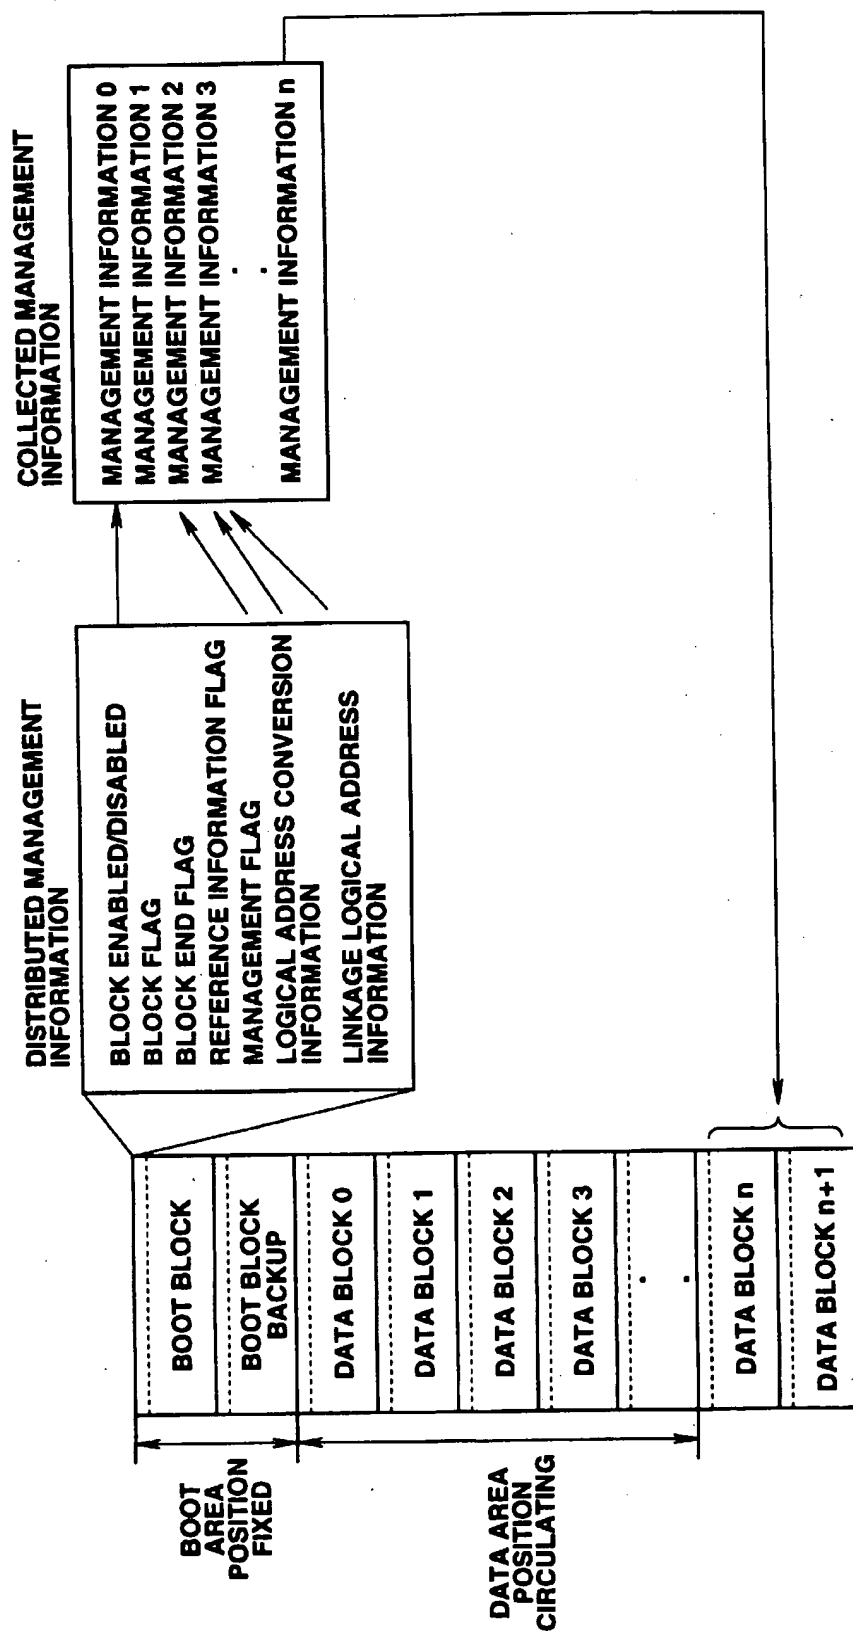 BOOT
AREA
POSITION
FIXED
DATA AREA
POSITION
CIRCULATING
BOOT BLOCK
BOOT BLOCK
BACKUP
DATA BLOCK 0
DATA BLOCK 1
DATA BLOCK 2
DATA BLOCK 3
DATA BLOCK n
DATA BLOCK n+1
DISTRIBUTED MANAGEMENT
INFORMATION
BLOCK ENABLED/DISABLED
BLOCK FLAG
BLOCK END FLAG
REFERENCE INFORMATION FLAG
MANAGEMENT FLAG
LOGICAL ADDRESS CONVERSION
INFORMATION
LINKAGE LOGICAL ADDRESS
INFORMATION
COLLECTED MANAGEMENT
INFORMATION
MANAGEMENT INFORMATION 0
MANAGEMENT INFORMATION 1
MANAGEMENT INFORMATION 2
MANAGEMENT INFORMATION 3
MANAGEMENT INFORMATION n